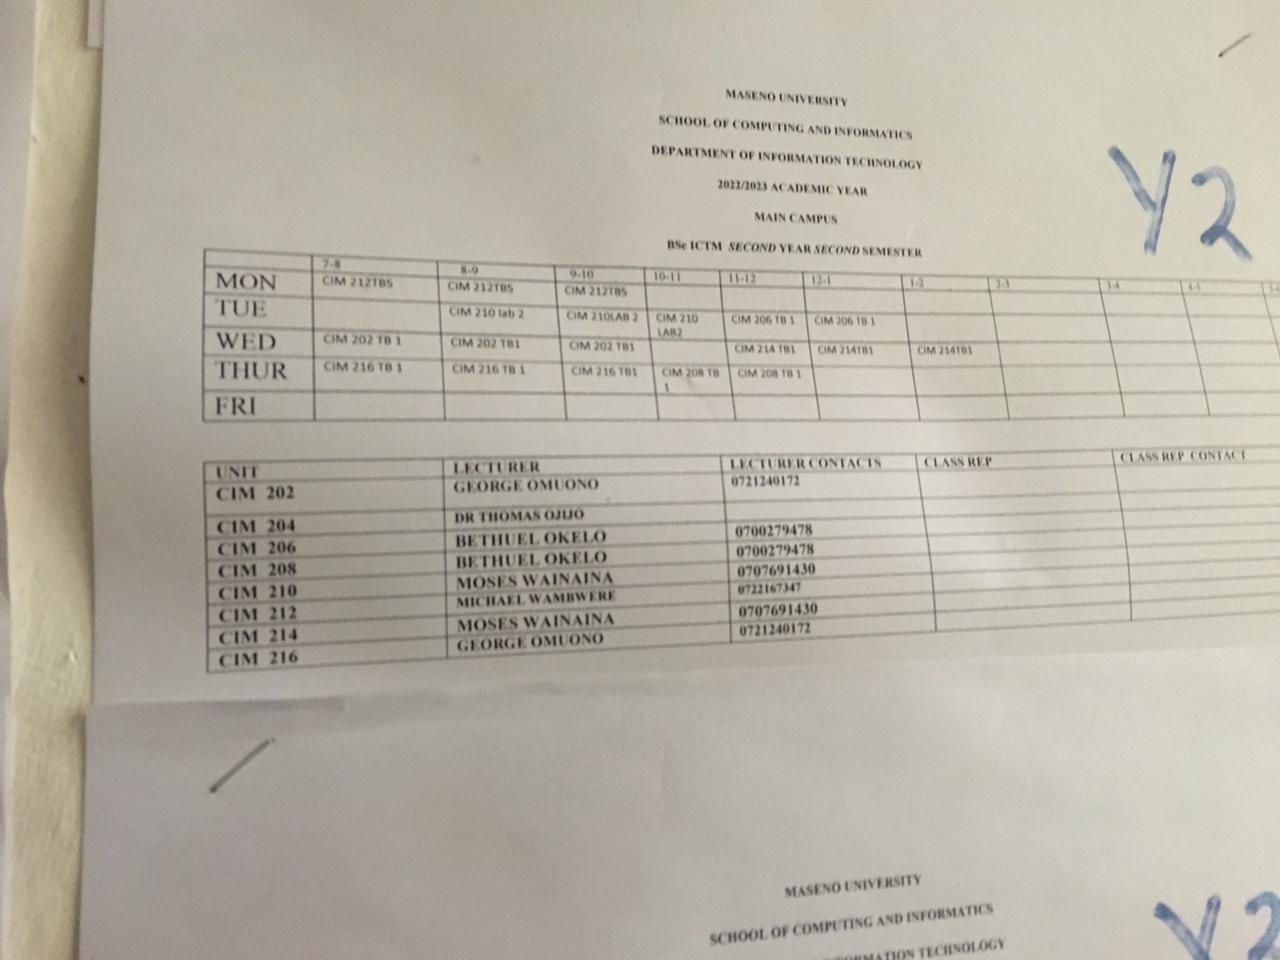 MASENO UNIVERSITY
SCHOOL OF COMPUTING AND INFORMATICS
DEPARTMENT OF INFORMATION TECHNOLOGY
2022/2023 ACADEMIC YEAR
MAIN CAMPUS
BSc ICTM SECOND YEAR SECOND SEMESTER
Y2
7-8 8-9 9-10 10-11 11-12 12-1 1-2 2-3 3-4 4-5
MON CIM 212TB5 CIM 212TB5 CIM 212TB5
TUE CIM 210 lab 2 CIM 210LAB 2 CIM 210 LAB2 CIM 206 TB 1 CIM 206 TB 1
WED CIM 202 TB 1 CIM 202 TB1 CIM 202 TB1 CIM 214 TB1 CIM 214TB1 CIM 214TB1
THUR CIM 216 TB 1 CIM 216 TB 1 CIM 216 TB1 CIM 208 TB 1 CIM 208 TB 1
FRI
UNIT LECTURER LECTURER CONTACTS CLASS REP CLASS REP CONTACT
CIM 202 GEORGE OMUONO 0721240172
CIM 204 DR THOMAS OJIJO
CIM 206 BETHUEL OKELO 0700279478
CIM 208 BETHUEL OKELO 0700279478
CIM 210 MOSES WAINAINA 0707691430
CIM 212 MICHAEL WAMBWERE 0722167347
CIM 214 MOSES WAINAINA 0707691430
CIM 216 GEORGE OMUONO 0721240172
MASENO UNIVERSITY
SCHOOL OF COMPUTING AND INFORMATICS
TECHNOLOGY
Y2